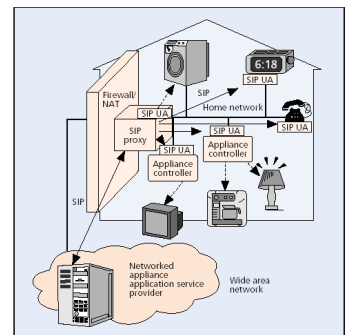 6:18
SIP UA
Firewall/
NAT
SIP
Home network
SIP UA
SIP
proxy
SIP UA
SIP UA
SIP UA
Appliance
controller
Appliance
controller
SIP
Networked
appliance
application service
provider
Wide area
network